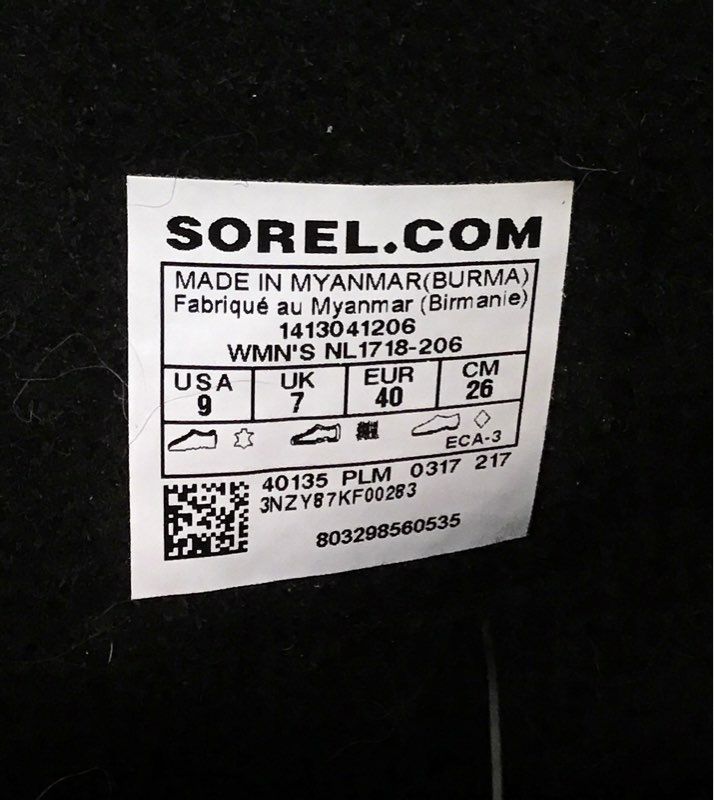 SOREL.COM
MADE IN MYANMAR(BURMA)
Fabriqué au Myanmar (Birmanie)
1413041206
WMN'S NL1718-206
USA UK EUR CM
9 7 40 26
ECA-3
40135 PLM 0317 217
3NZY87KF00283
803298560535